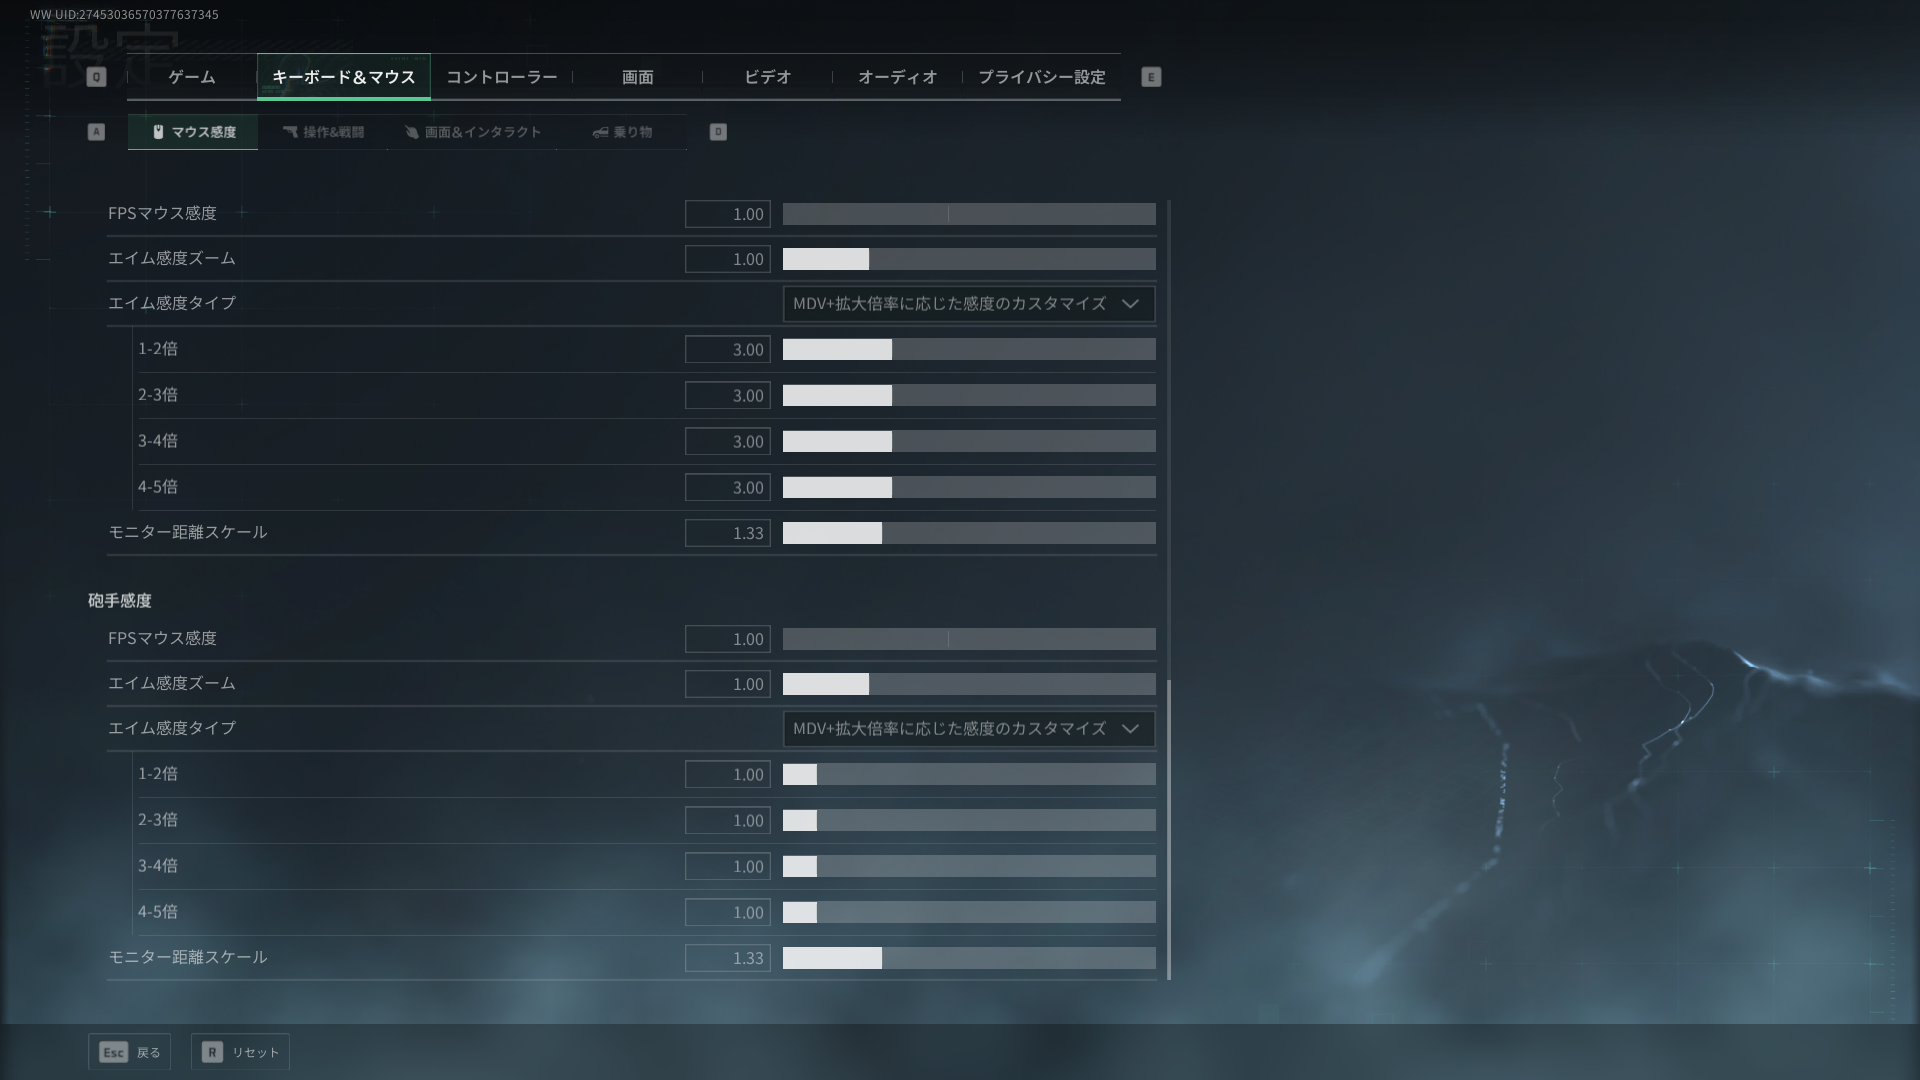 WW UID:27453036570377637345
設定
Q ゲーム キーボード＆マウス コントローラー 画面 ビデオ オーディオ プライバシー設定 E
A マウス感度 操作&戦闘 画面＆インタラクト 乗り物 D
FPSマウス感度 1.00
エイム感度ズーム 1.00
エイム感度タイプ MDV+拡大倍率に応じた感度のカスタマイズ
1-2倍 3.00
2-3倍 3.00
3-4倍 3.00
4-5倍 3.00
モニター距離スケール 1.33
砲手感度
FPSマウス感度 1.00
エイム感度ズーム 1.00
エイム感度タイプ MDV+拡大倍率に応じた感度のカスタマイズ
1-2倍 1.00
2-3倍 1.00
3-4倍 1.00
4-5倍 1.00
モニター距離スケール 1.33
Esc 戻る R リセット